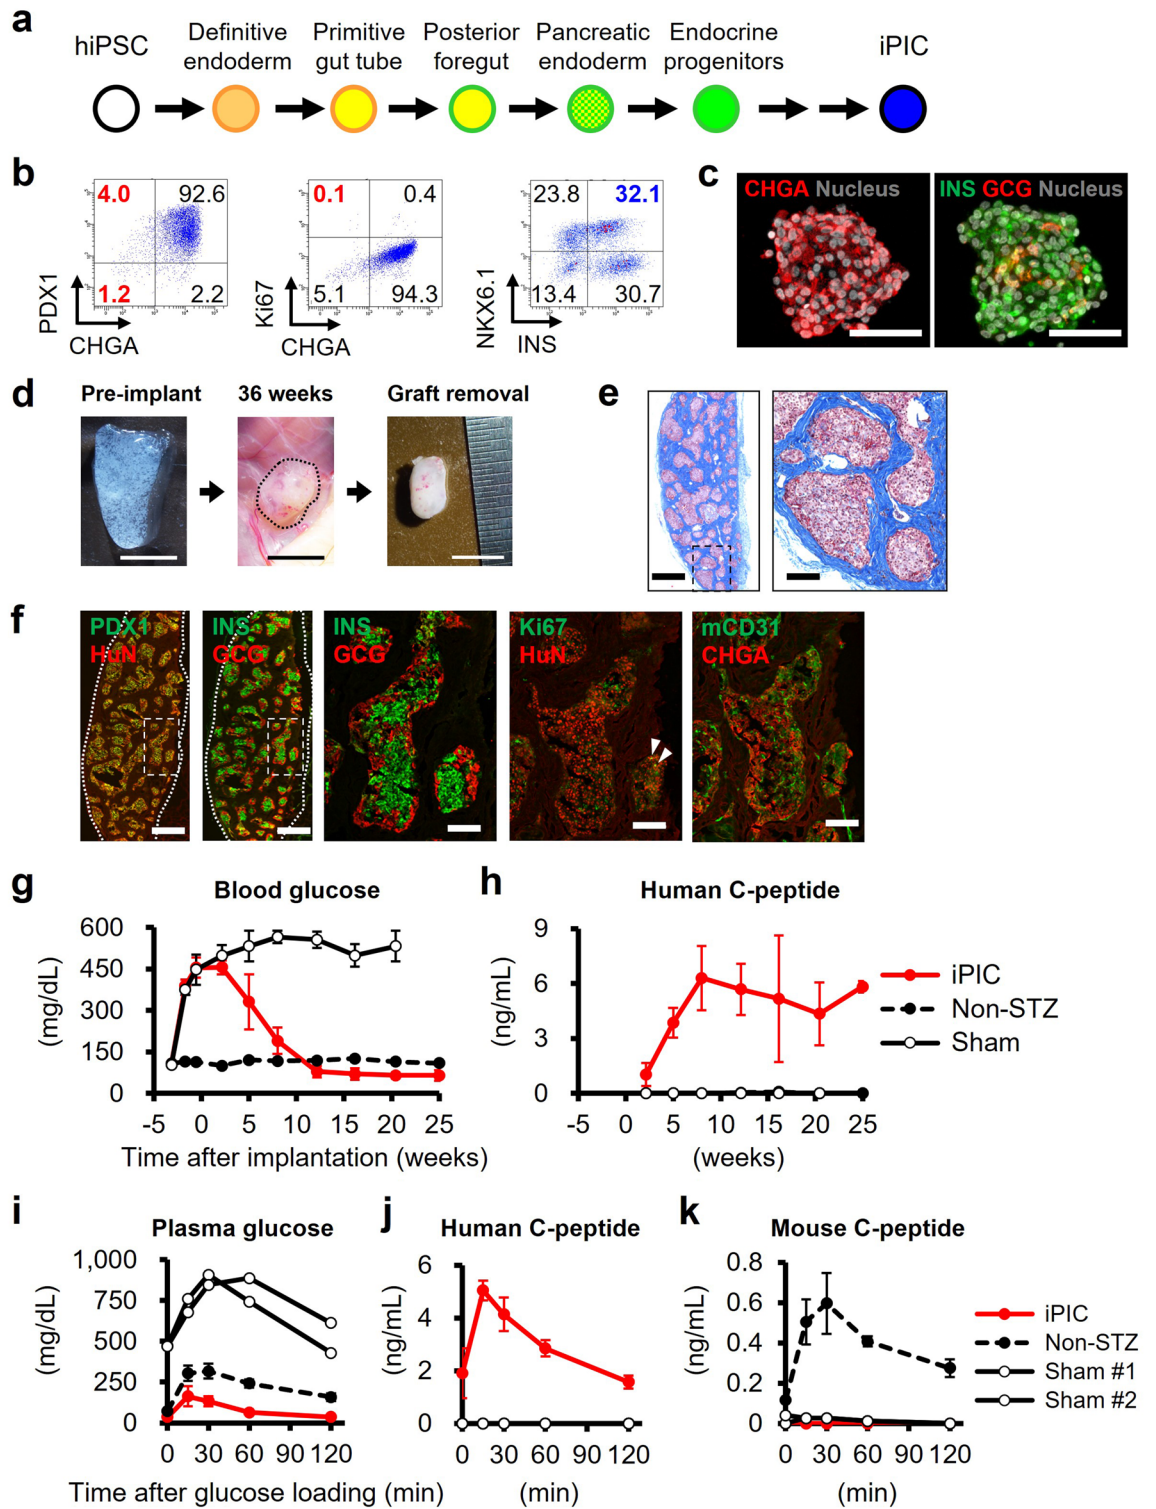 a
hiPSC
Definitive
endoderm
Primitive
gut tube
Posterior
foregut
Pancreatic
endoderm
Endocrine
progenitors
iPIC
b
4.0 92.6
1.2 2.2
PDX1
CHGA
0.1 0.4
5.1 94.3
Ki67
CHGA
23.8 32.1
13.4 30.7
NKX6.1
INS
c
CHGA Nucleus
INS GCG Nucleus
d
Pre-implant
36 weeks
Graft removal
e
f
PDX1
HuN
INS
GCG
INS
GCG
Ki67
HuN
mCD31
CHGA
g
Blood glucose
(mg/dL)
600
450
300
150
0
-5 0 5 10 15 20 25
Time after implantation (weeks)
h
Human C-peptide
(ng/mL)
9
6
3
0
-5 0 5 10 15 20 25
(weeks)
iPIC
Non-STZ
Sham
i
Plasma glucose
(mg/dL)
1,000
750
500
250
0
0 30 60 90 120
Time after glucose loading (min)
j
Human C-peptide
(ng/mL)
6
4
2
0
0 30 60 90 120
(min)
k
Mouse C-peptide
(ng/mL)
0.8
0.6
0.4
0.2
0
0 30 60 90 120
(min)
iPIC
Non-STZ
Sham #1
Sham #2